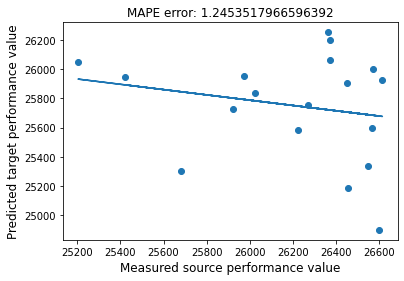 MAPE error: 1.2453517966596392
Predicted target performance value
26200
26000
25800
25600
25400
25200
25000
25200 25400 25600 25800 26000 26200 26400 26600
Measured source performance value